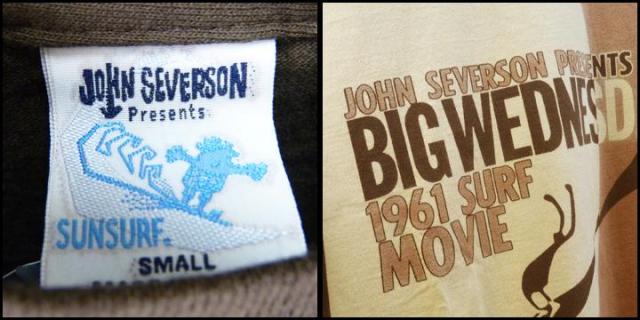 JOHN SEVERSON
Presents
SUNSURF
SMALL
JOHN SEVERSON PRESENTS
BIG WEDNESD
1961 SURF
MOVIE